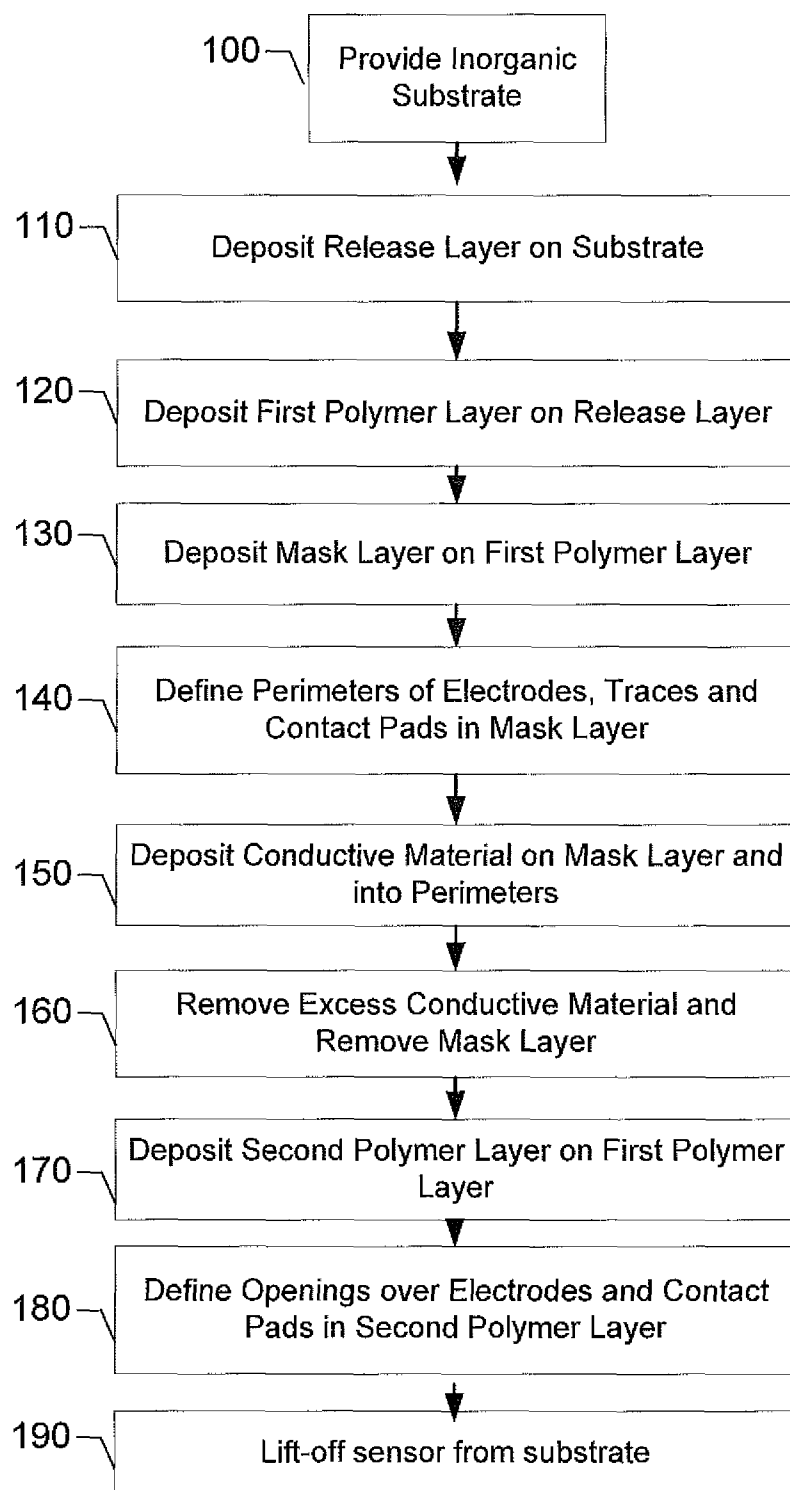 100
Provide Inorganic
Substrate
110
Deposit Release Layer on Substrate
120
Deposit First Polymer Layer on Release Layer
130
Deposit Mask Layer on First Polymer Layer
140
Define Perimeters of Electrodes, Traces and
Contact Pads in Mask Layer
150
Deposit Conductive Material on Mask Layer and
into Perimeters
160
Remove Excess Conductive Material and
Remove Mask Layer
170
Deposit Second Polymer Layer on First Polymer
Layer
180
Define Openings over Electrodes and Contact
Pads in Second Polymer Layer
190
Lift-off sensor from substrate